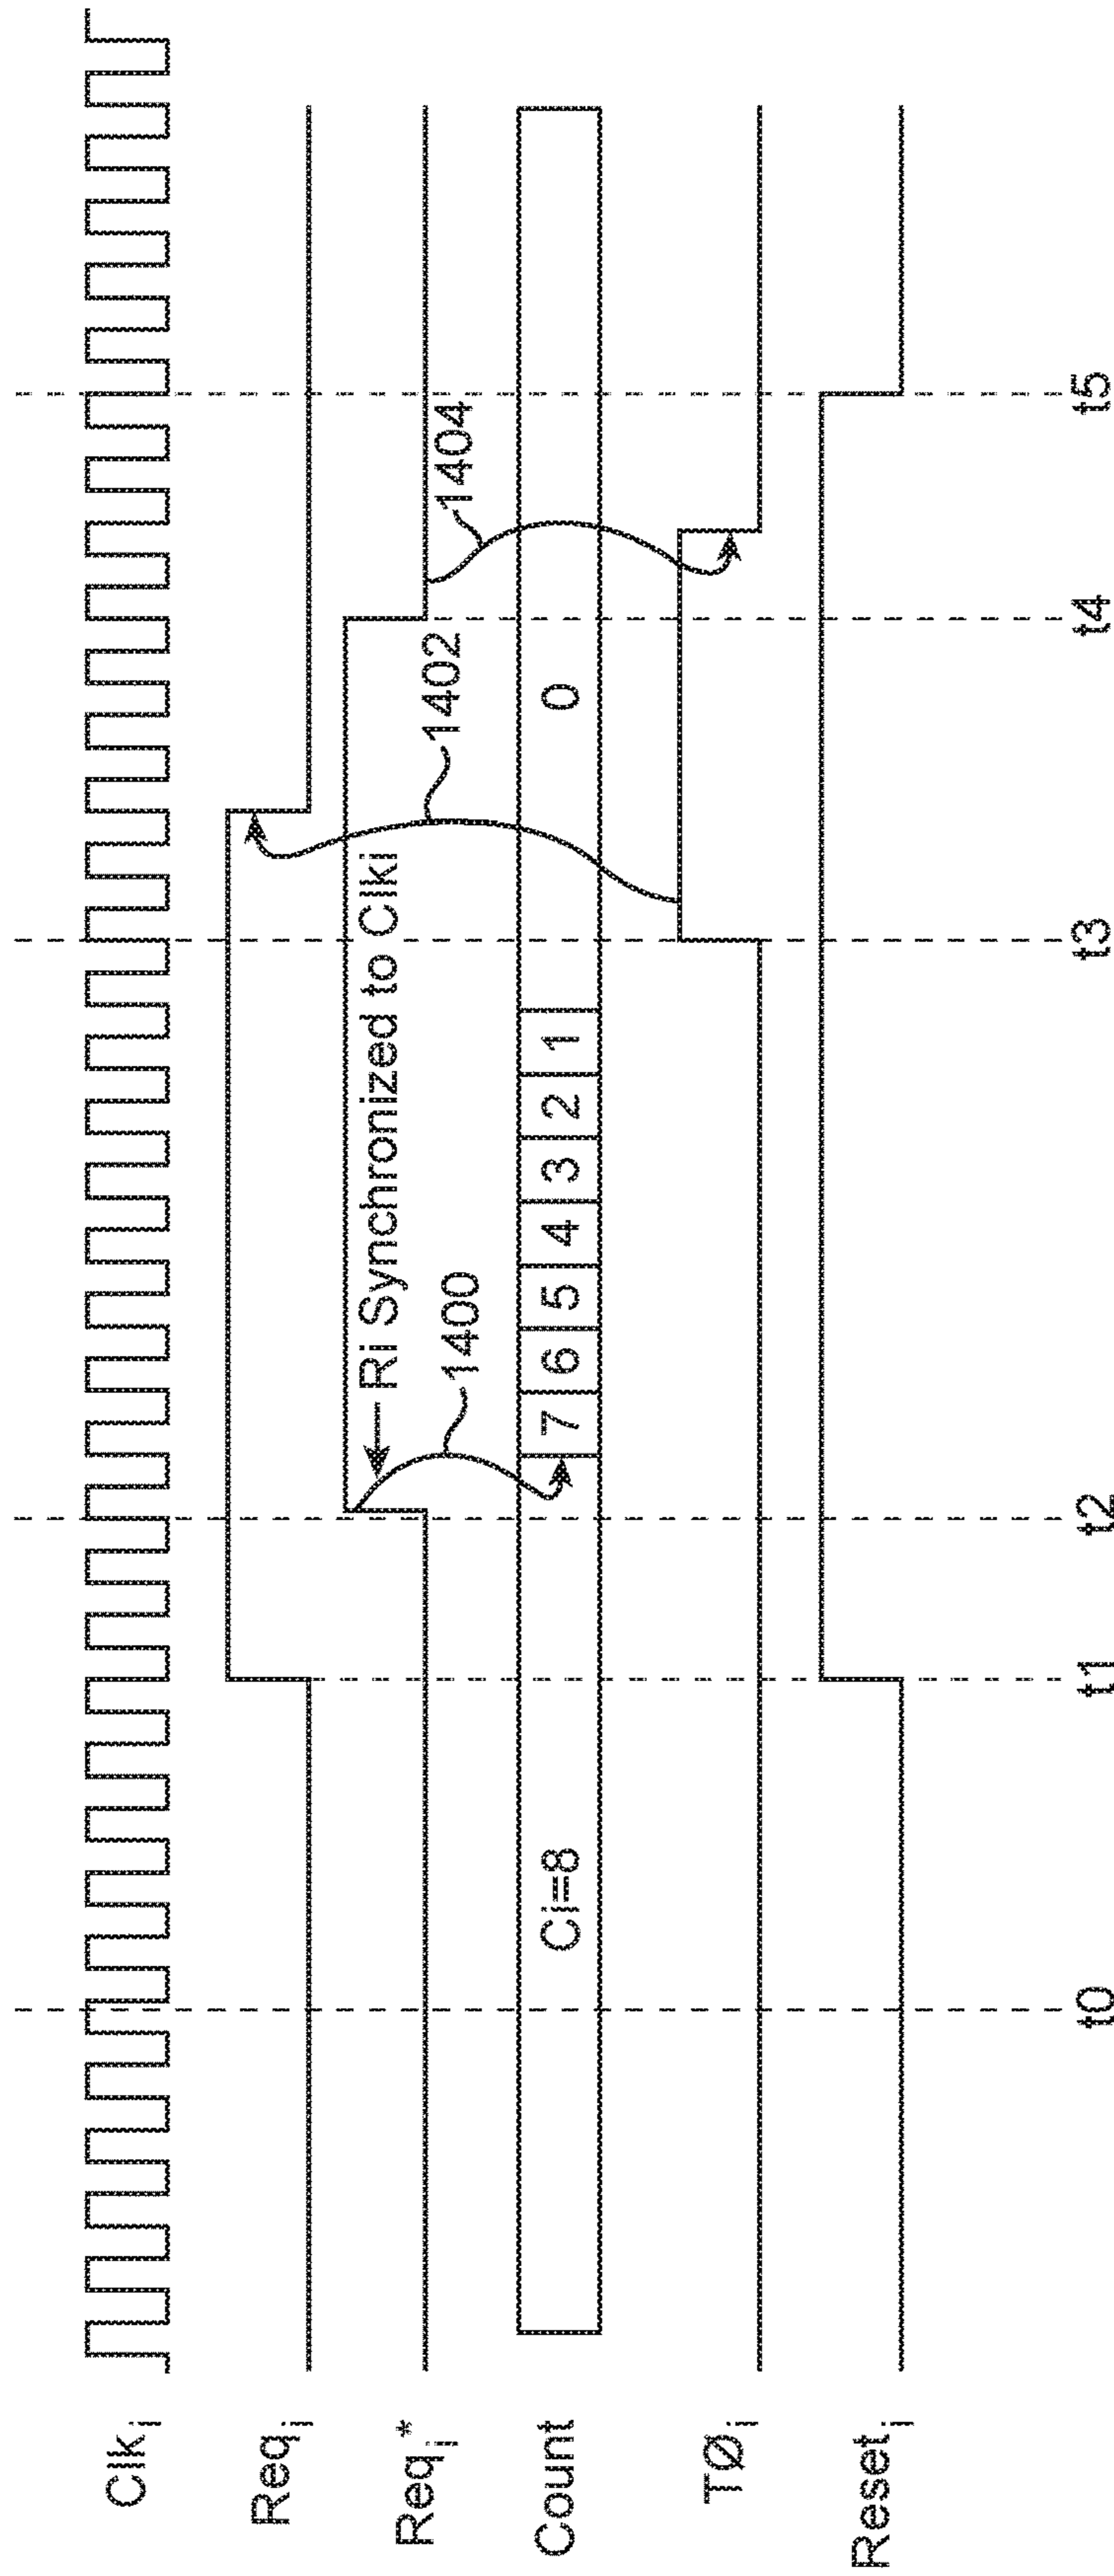 Clk i
Req i
Req i *
Ri Synchronized to Clki
1400
1402
1404
Count
Ci=8
7 6 5 4 3 2 1
0
TØ i
Reset i
t0 t1 t2 t3 t4 t5